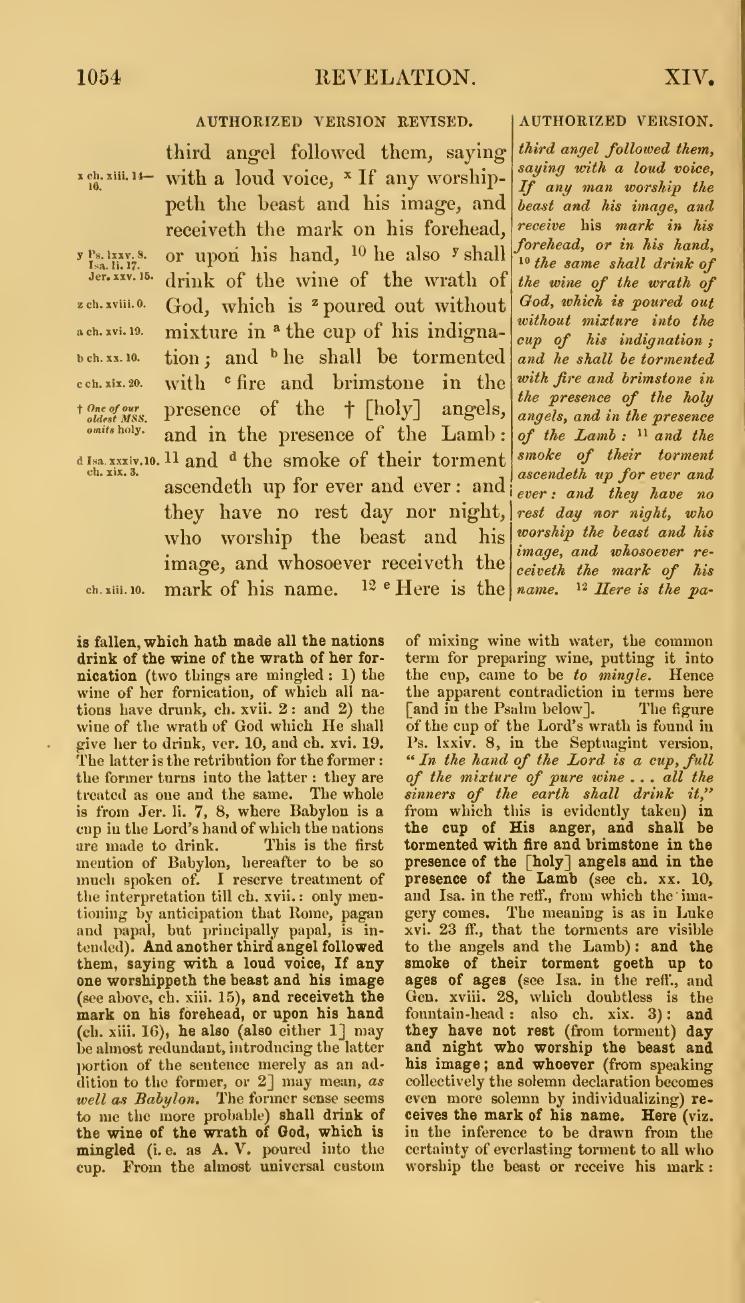 1054 REVELATION. XIV.
AUTHORIZED VERSION REVISED.
third angel followed them, saying
x ch. xiii. 14— with a loud voice, x If any worship-
16.
peth the beast and his image, and
receiveth the mark on his forehead,
y Ps. lxxv. 8. or upon his hand, 10 he also y shall
Isa. li. 17.
Jer. xxv. 15. drink of the wine of the wrath of
z ch. xviii. 6. God, which is z poured out without
a ch. xvi. 19. mixture in a the cup of his indigna-
b ch. xx. 10. tion; and b he shall be tormented
c ch. xix. 20. with c fire and brimstone in the
† One of our presence of the † [holy] angels,
oldest MSS.
omits holy. and in the presence of the Lamb:
d Isa. xxxiv. 10. 11 and d the smoke of their torment
ch. xix. 3.
ascendeth up for ever and ever: and
they have no rest day nor night,
who worship the beast and his
image, and whosoever receiveth the
ch. xiii. 10. mark of his name. 12 e Here is the
AUTHORIZED VERSION.
third angel followed them,
saying with a loud voice,
If any man worship the
beast and his image, and
receive his mark in his
forehead, or in his hand,
10 the same shall drink of
the wine of the wrath of
God, which is poured out
without mixture into the
cup of his indignation;
and he shall be tormented
with fire and brimstone in
the presence of the holy
angels, and in the presence
of the Lamb: 11 and the
smoke of their torment
ascendeth up for ever and
ever: and they have no
rest day nor night, who
worship the beast and his
image, and whosoever re-
ceiveth the mark of his
name. 12 Here is the pa-
is fallen, which hath made all the nations
drink of the wine of the wrath of her for-
nication (two things are mingled: 1) the
wine of her fornication, of which all na-
tions have drunk, ch. xvii. 2: and 2) the
wine of the wrath of God which He shall
give her to drink, ver. 10, and ch. xvi. 19.
The latter is the retribution for the former:
the former turns into the latter: they are
treated as one and the same. The whole
is from Jer. li. 7, 8, where Babylon is a
cup in the Lord's hand of which the nations
are made to drink. This is the first
mention of Babylon, hereafter to be so
much spoken of. I reserve treatment of
the interpretation till ch. xvii.: only men-
tioning by anticipation that Rome, pagan
and papal, but principally papal, is in-
tended). And another third angel followed
them, saying with a loud voice, If any
one worshippeth the beast and his image
(see above, ch. xiii. 15), and receiveth the
mark on his forehead, or upon his hand
(ch. xiii. 16), he also (also either 1] may
be almost redundant, introducing the latter
portion of the sentence merely as an ad-
dition to the former, or 2] may mean, as
well as Babylon. The former sense seems
to me the more probable) shall drink of
the wine of the wrath of God, which is
mingled (i. e. as A. V. poured into the
cup. From the almost universal custom
of mixing wine with water, the common
term for preparing wine, putting it into
the cup, came to be to mingle. Hence
the apparent contradiction in terms here
[and in the Psalm below]. The figure
of the cup of the Lord's wrath is found in
Ps. lxxiv. 8, in the Septuagint version,
"In the hand of the Lord is a cup, full
of the mixture of pure wine . . . all the
sinners of the earth shall drink it,"
from which this is evidently taken) in
the cup of His anger, and shall be
tormented with fire and brimstone in the
presence of the [holy] angels and in the
presence of the Lamb (see ch. xx. 10,
and Isa. in the reff., from which the ima-
gery comes. The meaning is as in Luke
xvi. 23 ff., that the torments are visible
to the angels and the Lamb): and the
smoke of their torment goeth up to
ages of ages (see Isa. in the reff., and
Gen. xviii. 28, which doubtless is the
fountain-head: also ch. xix. 3): and
they have not rest (from torment) day
and night who worship the beast and
his image; and whoever (from speaking
collectively the solemn declaration becomes
even more solemn by individualizing) re-
ceives the mark of his name. Here (viz.
in the inference to be drawn from the
certainty of everlasting torment to all who
worship the beast or receive his mark: